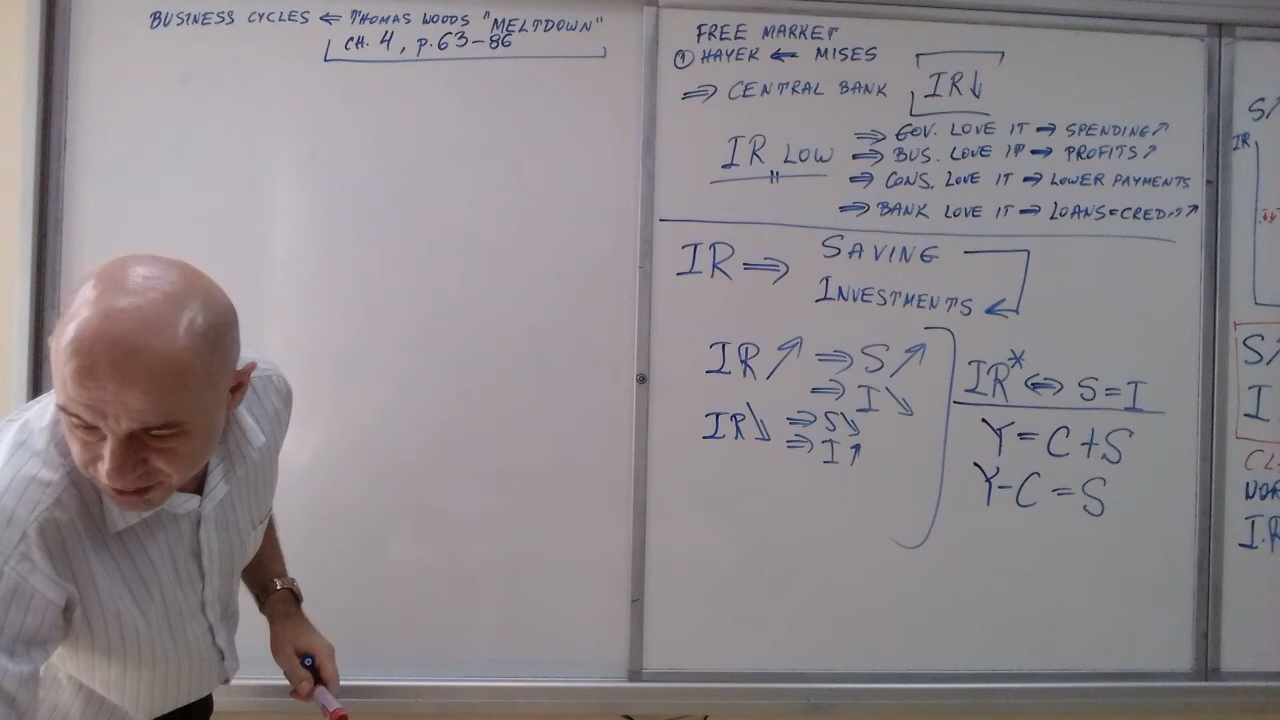 BUSINESS CYCLES ⇐ THOMAS WOODS "MELTDOWN"
CH. 4, p. 63-86
FREE MARKET
① HAYEK ← MISES
⇒ CENTRAL BANK IR↓
IR LOW ⇒ GOV. LOVE IT → SPENDING↗
⇒ BUS. LOVE IT → PROFITS↗
⇒ CONS. LOVE IT → LOWER PAYMENTS
⇒ BANK LOVE IT → LOANS=CREDIT↗
IR ⇒ SAVING
INVESTMENTS
IR↗ ⇒ S↗
⇒ I↘
IR↘ ⇒ S↘
⇒ I↑
IR* ⇔ S=I
Y=C+S
Y-C=S
S
IR
S
I
CL
NOR
I.R